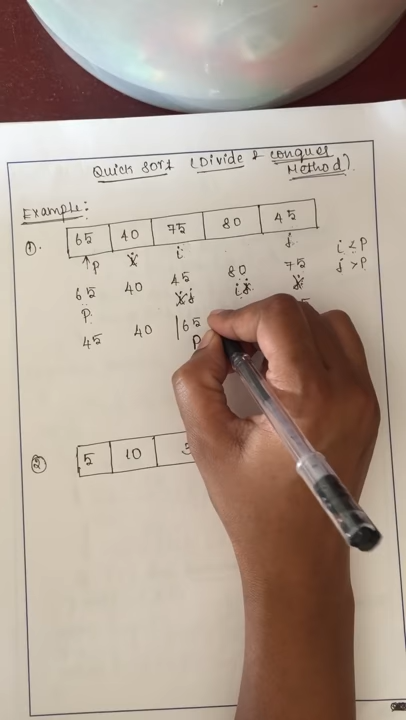 Quick sort (Divide & conquer
Method).
Example:
①. 65 40 75 80 45
↑P i i j i ≤ P
65 40 45 80 75 j > P
P i j i j j
45 40 |65
P
② 5 10 3